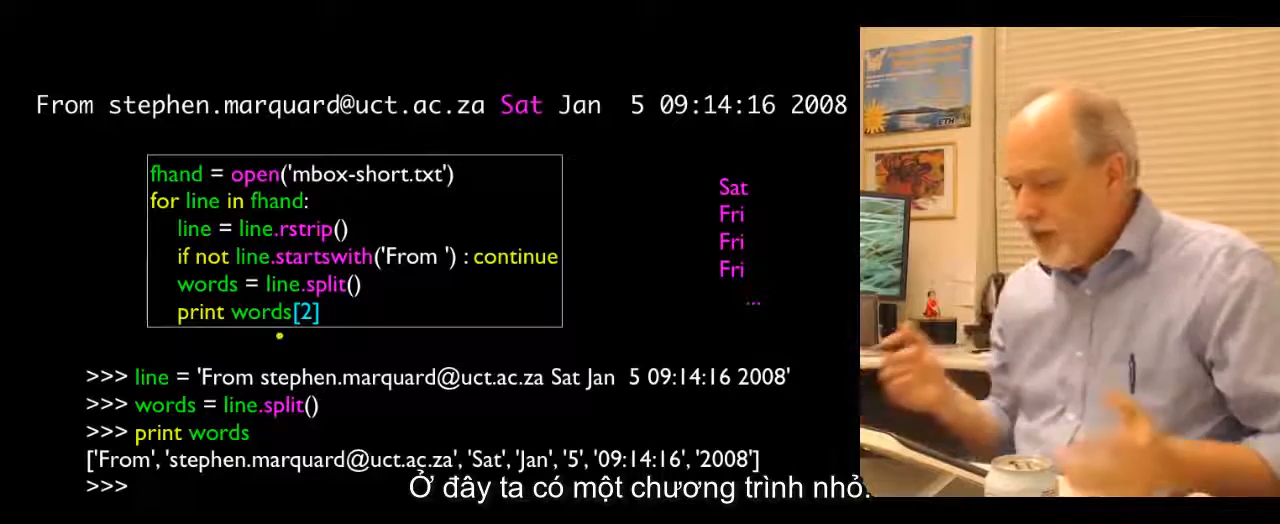 From stephen.marquard@uct.ac.za Sat Jan  5 09:14:16 2008
fhand = open('mbox-short.txt')
for line in fhand:
    line = line.rstrip()
    if not line.startswith('From ') : continue
    words = line.split()
    print words[2]
Sat
Fri
Fri
Fri
...
>>> line = 'From stephen.marquard@uct.ac.za Sat Jan  5 09:14:16 2008'
>>> words = line.split()
>>> print words
['From', 'stephen.marquard@uct.ac.za', 'Sat', 'Jan', '5', '09:14:16', '2008']
>>>
Ở đây ta có một chương trình nhỏ.
ETH